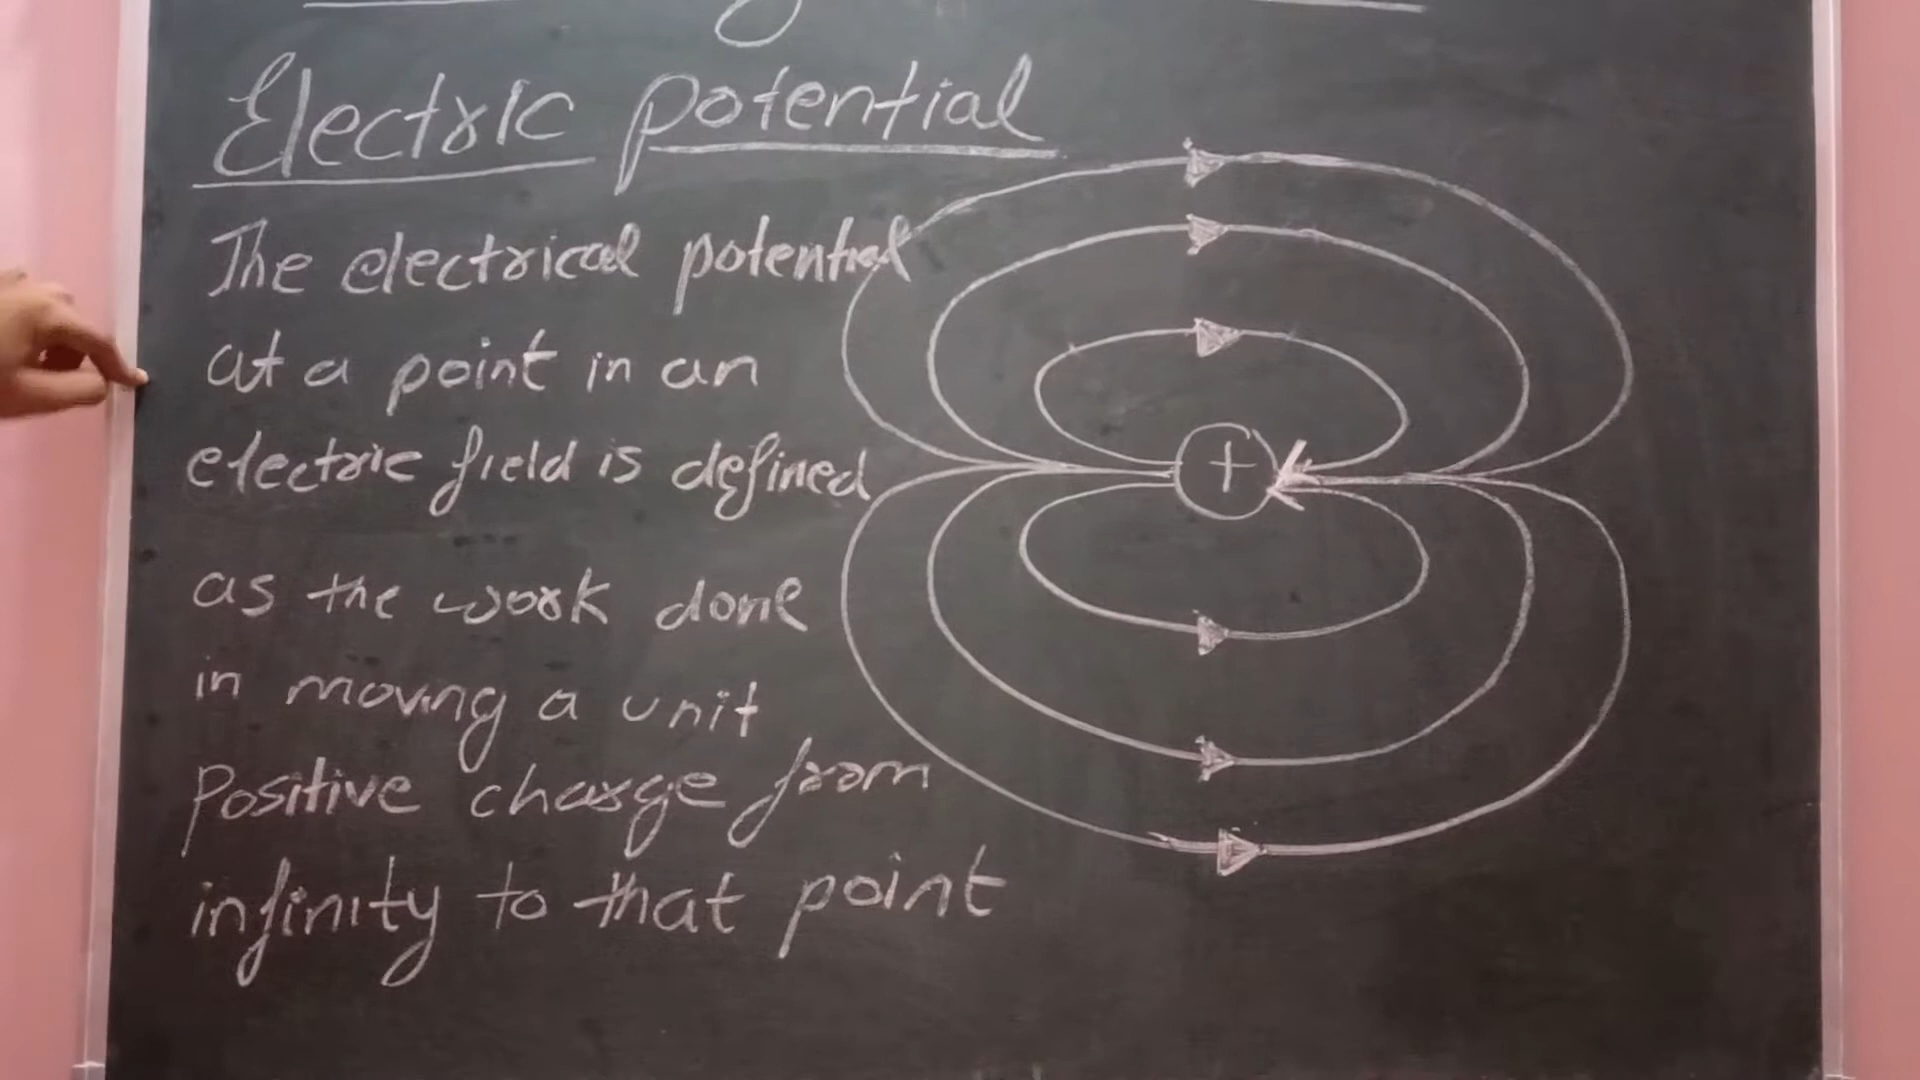 Electric potential
The electrical potential
at a point in an
electric field is defined
as the work done
in moving a unit
Positive charge from
infinity to that point
+